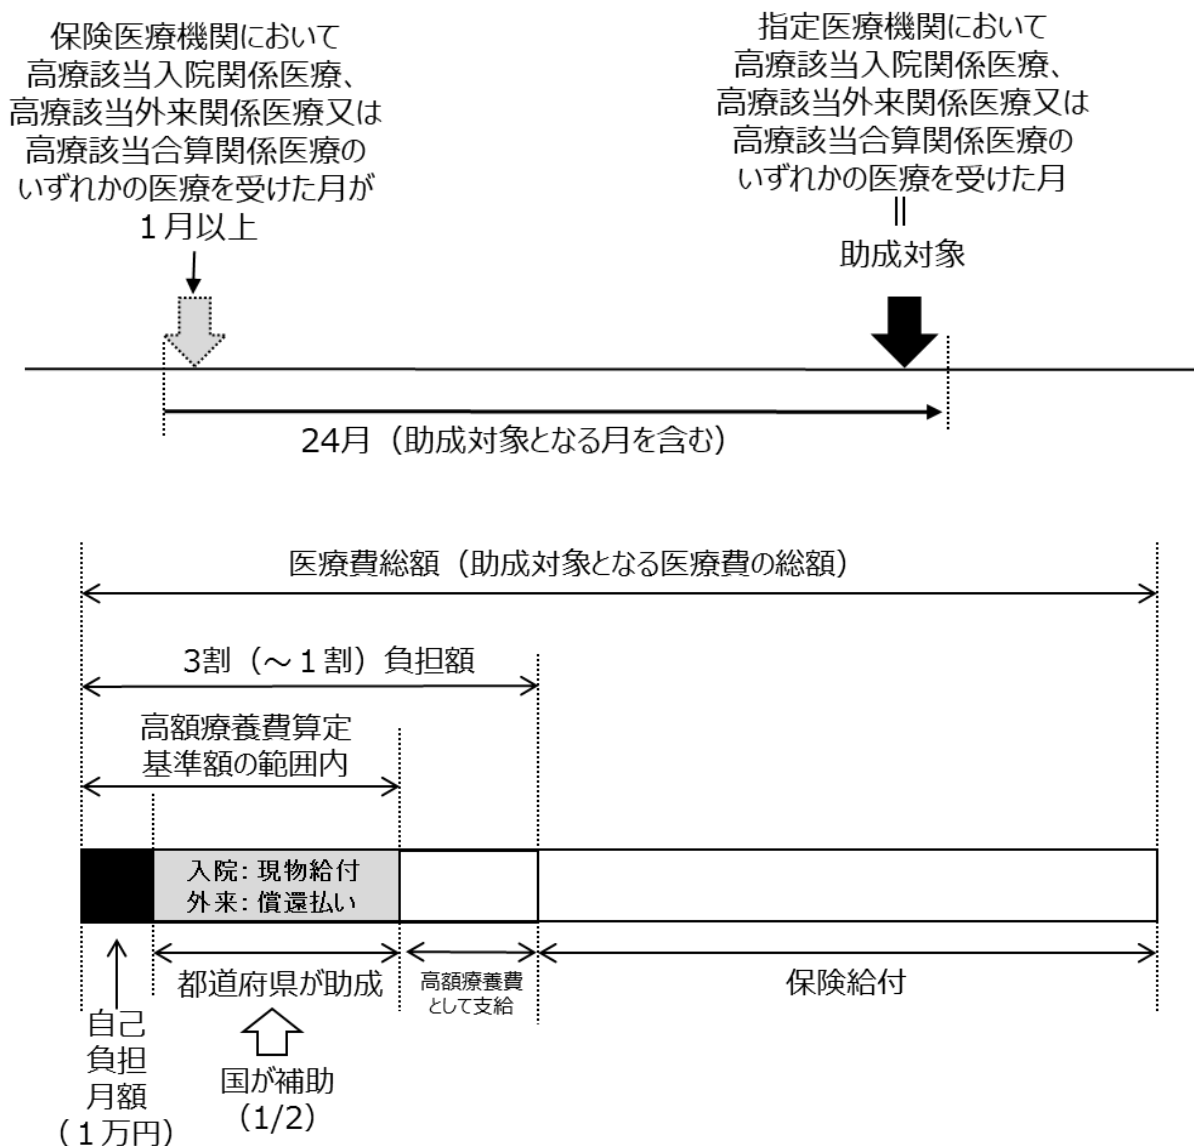 保険医療機関において
高療該当入院関係医療、
高療該当外来関係医療又は
高療該当合算関係医療の
いずれかの医療を受けた月が
１月以上
指定医療機関において
高療該当入院関係医療、
高療該当外来関係医療又は
高療該当合算関係医療の
いずれかの医療を受けた月
||
助成対象
24月（助成対象となる月を含む）
医療費総額（助成対象となる医療費の総額）
3割（～１割）負担額
高額療養費算定
基準額の範囲内
入院：現物給付
外来：償還払い
都道府県が助成
高額療養費
として支給
保険給付
自己
負担
月額
（１万円）
国が補助
（1/2）